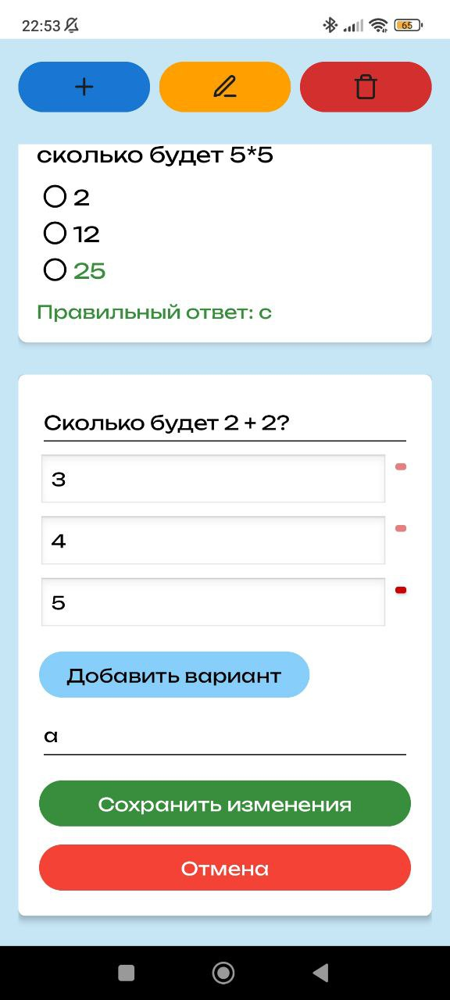 22:53
65
сколько будет 5*5
2
12
25
Правильный ответ: c
Сколько будет 2 + 2?
3
4
5
Добавить вариант
a
Сохранить изменения
Отмена